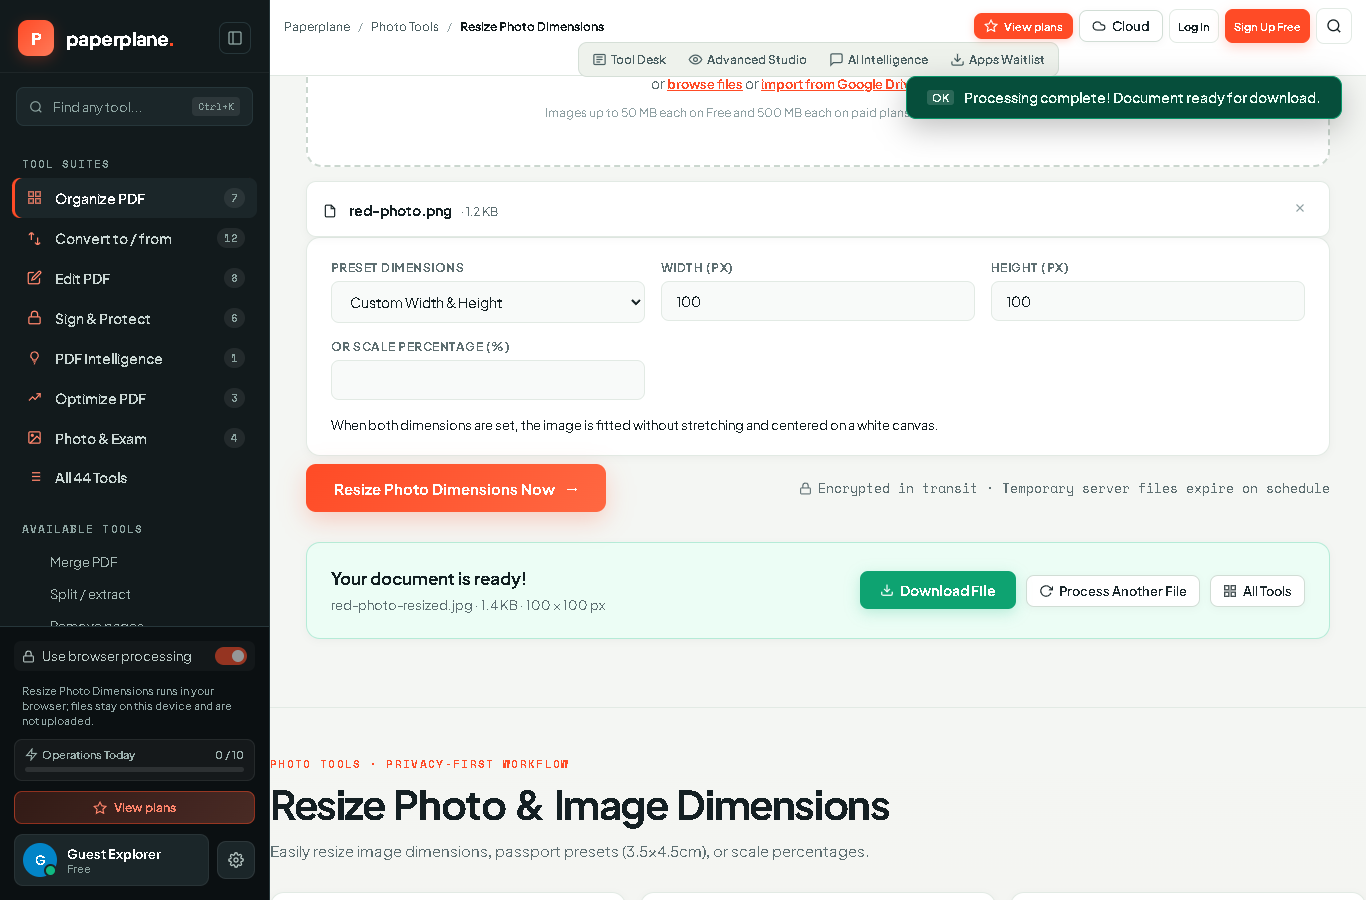 P paperplane.
Find any tool... Ctrl+K
TOOL SUITES
Organize PDF 7
Convert to / from 12
Edit PDF 8
Sign & Protect 6
PDF Intelligence 1
Optimize PDF 3
Photo & Exam 4
All 44 Tools
AVAILABLE TOOLS
Merge PDF
Split / extract
Remove pages
Use browser processing
Resize Photo Dimensions runs in your
browser; files stay on this device and are
not uploaded.
Operations Today 0 / 10
View plans
G Guest Explorer
Free
Paperplane / Photo Tools / Resize Photo Dimensions
View plans Cloud Log In Sign Up Free
Tool Desk Advanced Studio AI Intelligence Apps Waitlist
or browse files or import from Google Driv
OK Processing complete! Document ready for download.
Images up to 50 MB each on Free and 500 MB each on paid plans
red-photo.png · 1.2 KB ×
PRESET DIMENSIONS WIDTH (PX) HEIGHT (PX)
Custom Width & Height 100 100
OR SCALE PERCENTAGE (%)
When both dimensions are set, the image is fitted without stretching and centered on a white canvas.
Resize Photo Dimensions Now →
Encrypted in transit · Temporary server files expire on schedule
Your document is ready!
red-photo-resized.jpg · 1.4 KB · 100 × 100 px
Download File Process Another File All Tools
PHOTO TOOLS · PRIVACY-FIRST WORKFLOW
Resize Photo & Image Dimensions
Easily resize image dimensions, passport presets (3.5×4.5cm), or scale percentages.